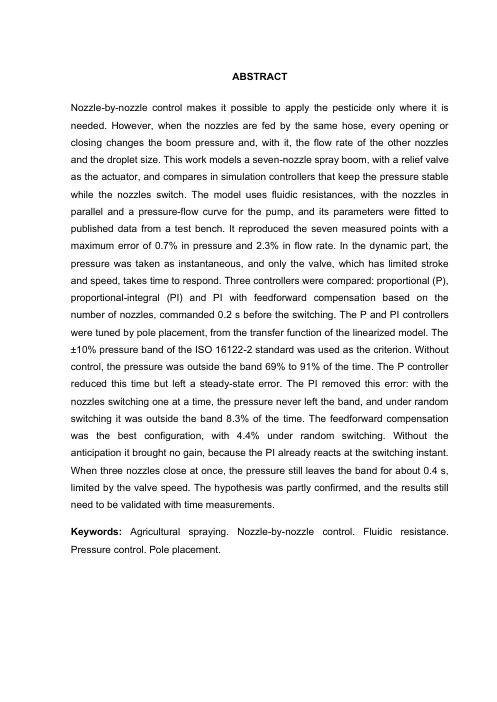 ABSTRACT
Nozzle-by-nozzle control makes it possible to apply the pesticide only where it is
needed. However, when the nozzles are fed by the same hose, every opening or
closing changes the boom pressure and, with it, the flow rate of the other nozzles
and the droplet size. This work models a seven-nozzle spray boom, with a relief valve
as the actuator, and compares in simulation controllers that keep the pressure stable
while the nozzles switch. The model uses fluidic resistances, with the nozzles in
parallel and a pressure-flow curve for the pump, and its parameters were fitted to
published data from a test bench. It reproduced the seven measured points with a
maximum error of 0.7% in pressure and 2.3% in flow rate. In the dynamic part, the
pressure was taken as instantaneous, and only the valve, which has limited stroke
and speed, takes time to respond. Three controllers were compared: proportional (P),
proportional-integral (PI) and PI with feedforward compensation based on the
number of nozzles, commanded 0.2 s before the switching. The P and PI controllers
were tuned by pole placement, from the transfer function of the linearized model. The
±10% pressure band of the ISO 16122-2 standard was used as the criterion. Without
control, the pressure was outside the band 69% to 91% of the time. The P controller
reduced this time but left a steady-state error. The PI removed this error: with the
nozzles switching one at a time, the pressure never left the band, and under random
switching it was outside the band 8.3% of the time. The feedforward compensation
was the best configuration, with 4.4% under random switching. Without the
anticipation it brought no gain, because the PI already reacts at the switching instant.
When three nozzles close at once, the pressure still leaves the band for about 0.4 s,
limited by the valve speed. The hypothesis was partly confirmed, and the results still
need to be validated with time measurements.
Keywords: Agricultural spraying. Nozzle-by-nozzle control. Fluidic resistance.
Pressure control. Pole placement.